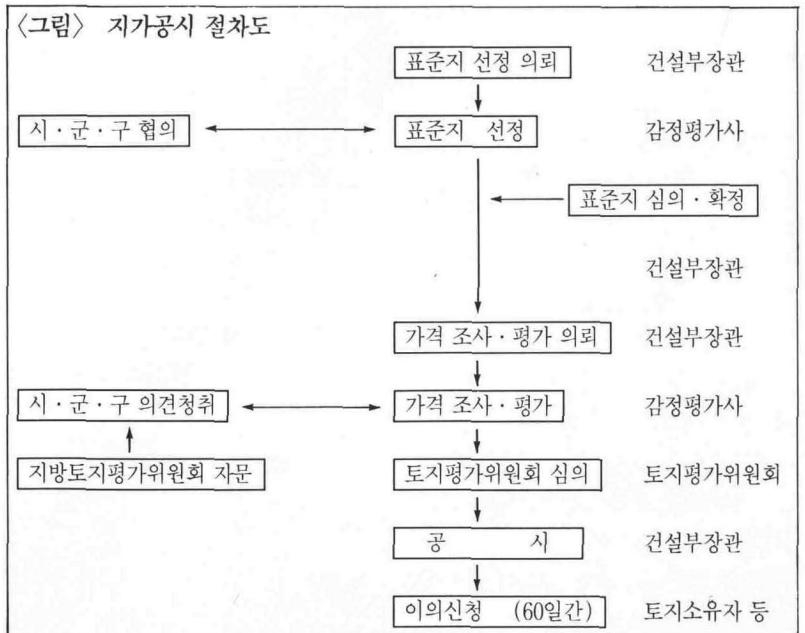 〈그림〉 지가공시 절차도
표준지 선정 의뢰 건설부장관
시·군·구 협의 표준지 선정 감정평가사
표준지 심의·확정
건설부장관
가격 조사·평가 의뢰 건설부장관
시·군·구 의견청취 가격 조사·평가 감정평가사
지방토지평가위원회 자문 토지평가위원회 심의 토지평가위원회
공 시 건설부장관
이의신청 (60일간) 토지소유자 등